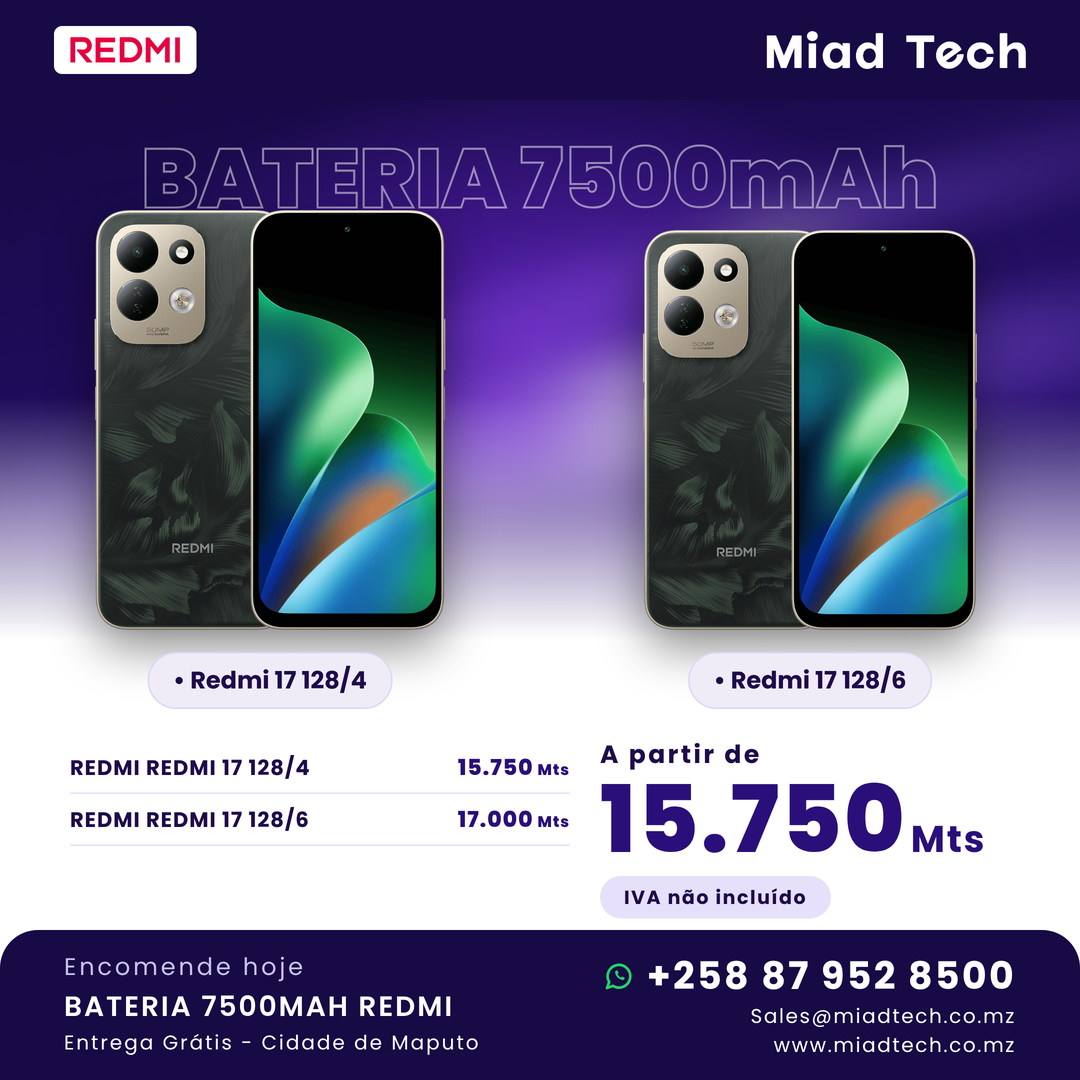 REDMI
Miad Tech
BATERIA 7500mAh
50MP
REDMI
50MP
REDMI
• Redmi 17 128/4
• Redmi 17 128/6
REDMI REDMI 17 128/4 15.750 Mts
REDMI REDMI 17 128/6 17.000 Mts
A partir de
15.750 Mts
IVA não incluído
Encomende hoje
BATERIA 7500MAH REDMI
Entrega Grátis - Cidade de Maputo
+258 87 952 8500
Sales@miadtech.co.mz
www.miadtech.co.mz